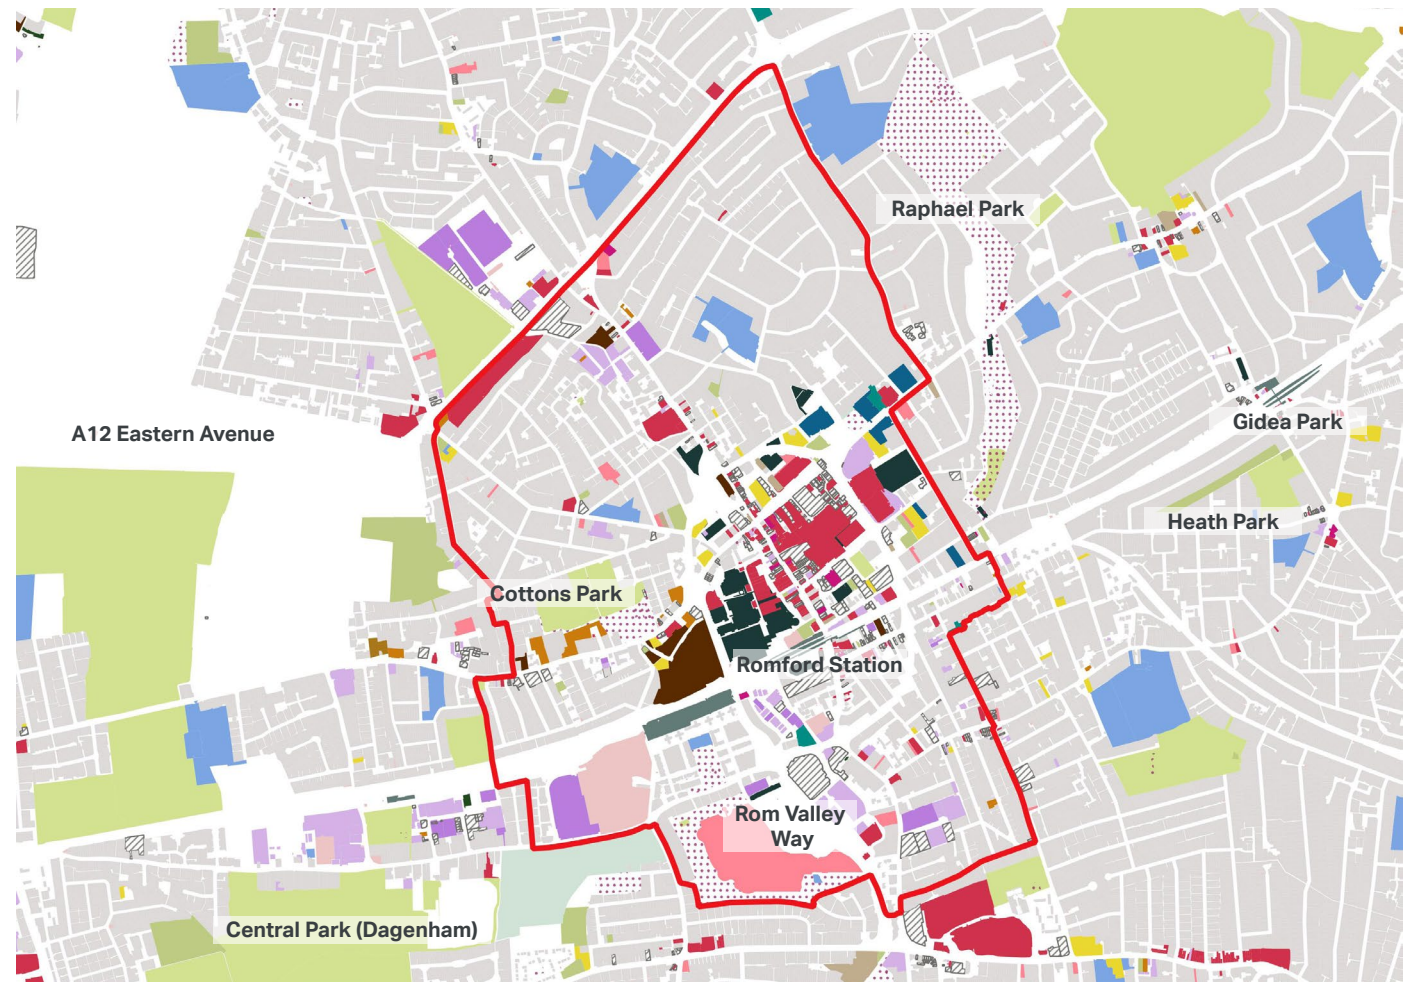 Raphael Park
Gidea Park
A12 Eastern Avenue
Heath Park
Cottons Park
Romford Station
Rom Valley
Way
Central Park (Dagenham)